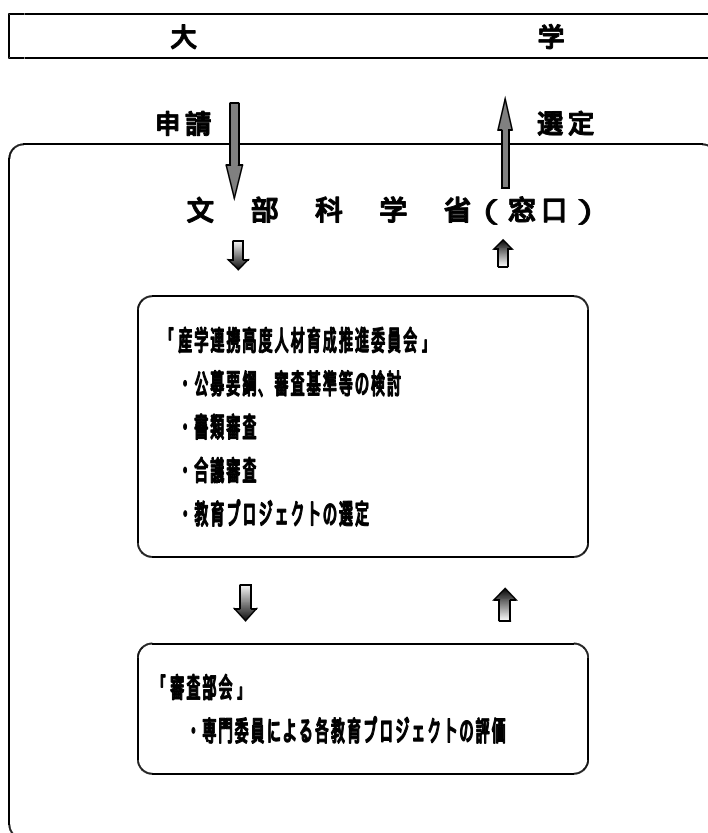 大 学
申請 選定
文部科学省(窓口)
「産学連携高度人材育成推進委員会」
・公募要綱、審査基準等の検討
・書類審査
・合議審査
・教育プロジェクトの選定
「審査部会」
・専門委員による各教育プロジェクトの評価